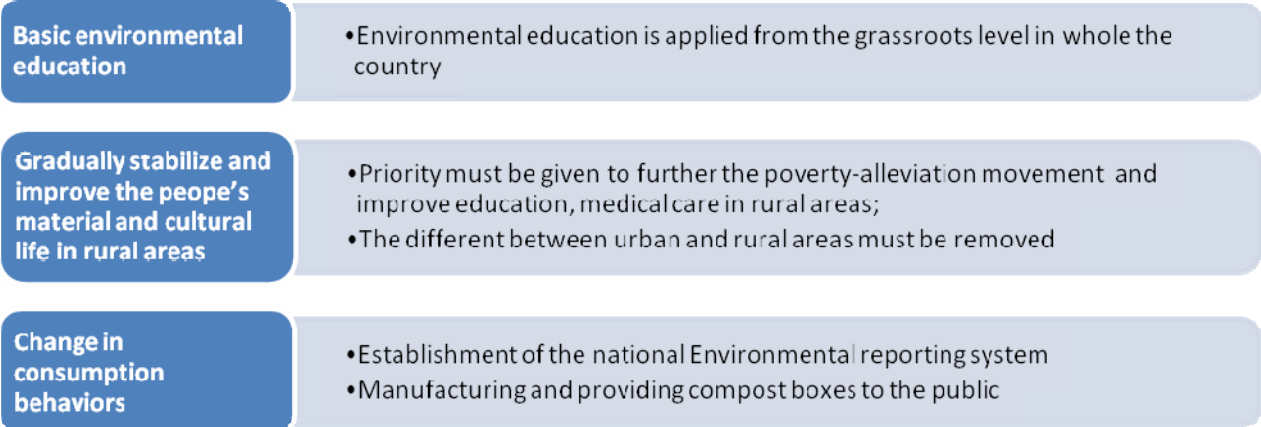 Basic environmental
education
•Environmental education is applied from the grassroots level in whole the
country
Gradually stabilize and
improve the peope's
material and cultural
life in rural areas
•Priority must be given to further the poverty-alleviation movement and
improve education, medical care in rural areas;
•The different between urban and rural areas must be removed
Change in
consumption
behaviors
•Establishment of the national Environmental reporting system
•Manufacturing and providing compost boxes to the public